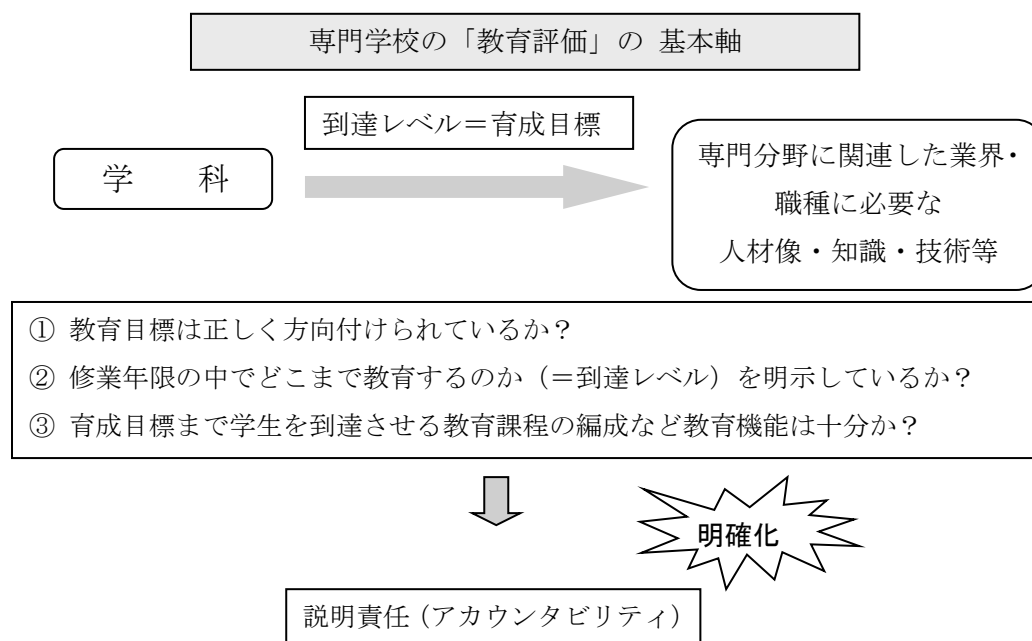 専門学校の「教育評価」の 基本軸
到達レベル＝育成目標
学　　科
専門分野に関連した業界・
職種に必要な
人材像・知識・技術等
① 教育目標は正しく方向付けられているか？
② 修業年限の中でどこまで教育するのか（＝到達レベル）を明示しているか？
③ 育成目標まで学生を到達させる教育課程の編成など教育機能は十分か？
明確化
説明責任（アカウンタビリティ）